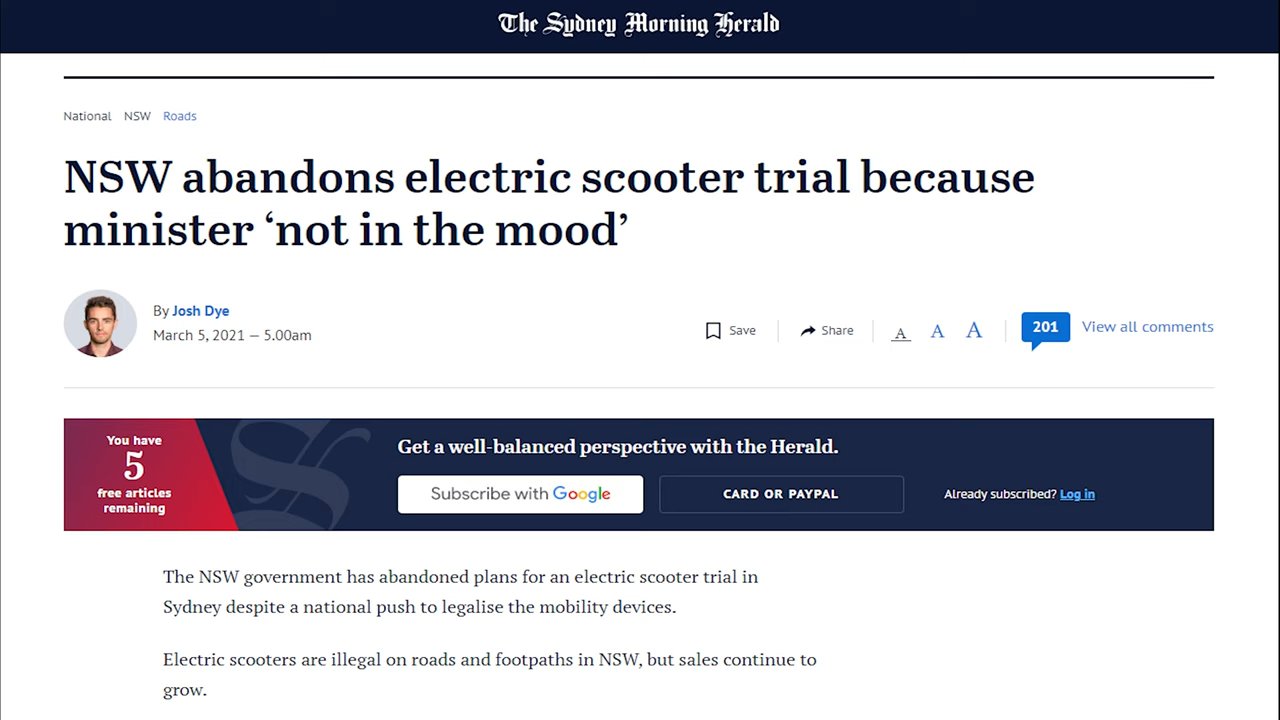 The Sydney Morning Herald
National NSW Roads
NSW abandons electric scooter trial because
minister ‘not in the mood’
By Josh Dye
March 5, 2021 — 5.00am
Save
Share
A A A
201
View all comments
You have
5
free articles
remaining
Get a well-balanced perspective with the Herald.
Subscribe with Google
CARD OR PAYPAL
Already subscribed? Log in
The NSW government has abandoned plans for an electric scooter trial in
Sydney despite a national push to legalise the mobility devices.
Electric scooters are illegal on roads and footpaths in NSW, but sales continue to
grow.